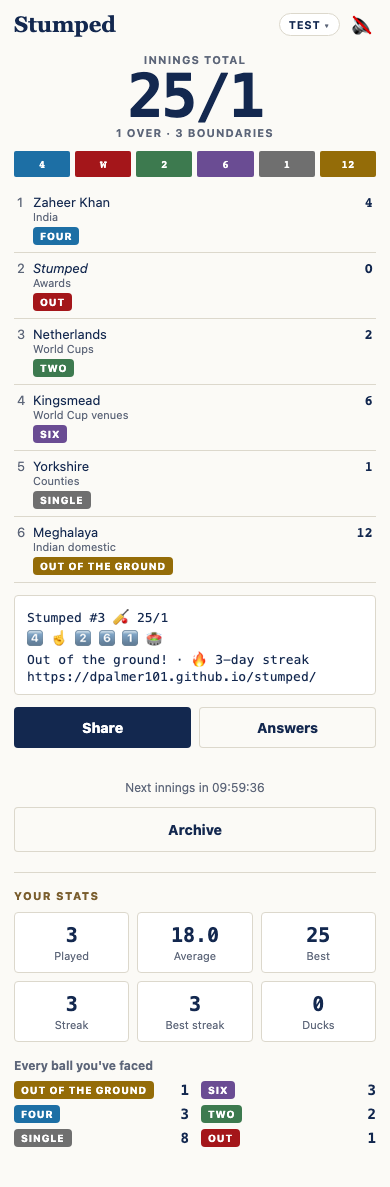 Stumped
TEST ▾
INNINGS TOTAL
25/1
1 OVER · 3 BOUNDARIES
4 W 2 6 1 12
1 Zaheer Khan 4
India
FOUR
2 Stumped 0
Awards
OUT
3 Netherlands 2
World Cups
TWO
4 Kingsmead 6
World Cup venues
SIX
5 Yorkshire 1
Counties
SINGLE
6 Meghalaya 12
Indian domestic
OUT OF THE GROUND
Stumped #3 🏏 25/1
4️⃣ ☝️ 2️⃣ 6️⃣ 1️⃣ 🏟️
Out of the ground! · 🔥 3-day streak
https://dpalmer101.github.io/stumped/
Share Answers
Next innings in 09:59:36
Archive
YOUR STATS
3 18.0 25
Played Average Best
3 3 0
Streak Best streak Ducks
Every ball you've faced
OUT OF THE GROUND 1 SIX 3
FOUR 3 TWO 2
SINGLE 8 OUT 1